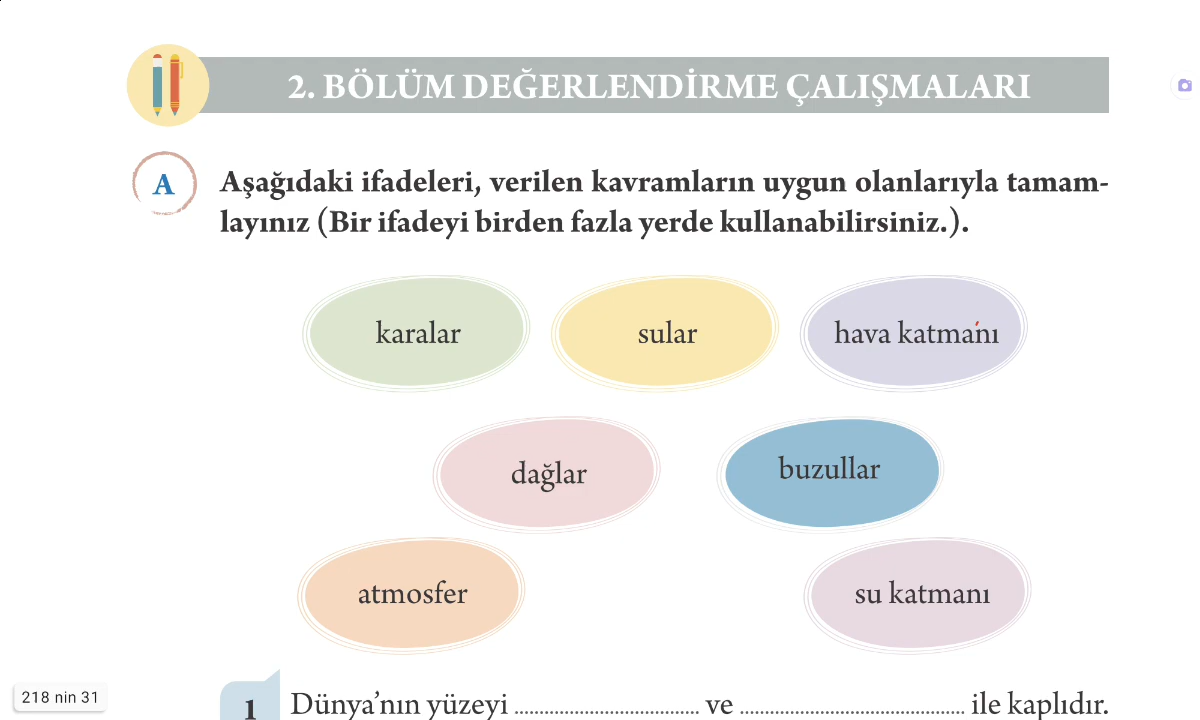 2. BÖLÜM DEĞERLENDİRME ÇALIŞMALARI
A
Aşağıdaki ifadeleri, verilen kavramların uygun olanlarıyla tamam-
layınız (Bir ifadeyi birden fazla yerde kullanabilirsiniz.).
karalar
sular
hava katmanı
dağlar
buzullar
atmosfer
su katmanı
218 nin 31
1 Dünya’nın yüzeyi ................................... ve ........................................... ile kaplıdır.